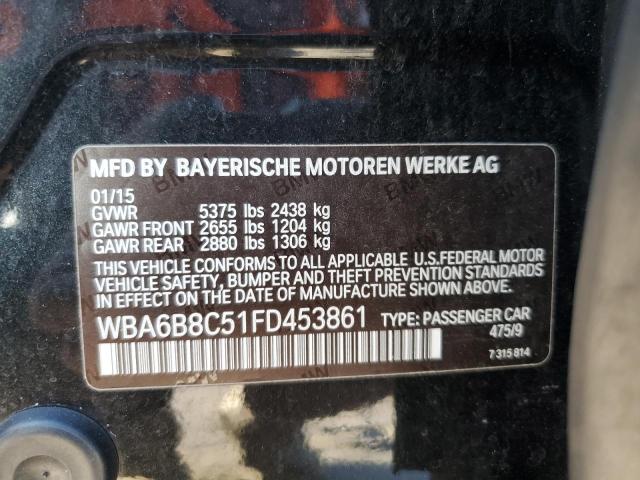 MFD BY BAYERISCHE MOTOREN WERKE AG
01/15
GVWR 5375 lbs 2438 kg
GAWR FRONT 2655 lbs 1204 kg
GAWR REAR 2880 lbs 1306 kg
THIS VEHICLE CONFORMS TO ALL APPLICABLE U.S.FEDERAL MOTOR
VEHICLE SAFETY, BUMPER AND THEFT PREVENTION STANDARDS
IN EFFECT ON THE DATE OF MANUFACTURE SHOWN ABOVE.
WBA6B8C51FD453861 TYPE: PASSENGER CAR
475/9
7 315 814